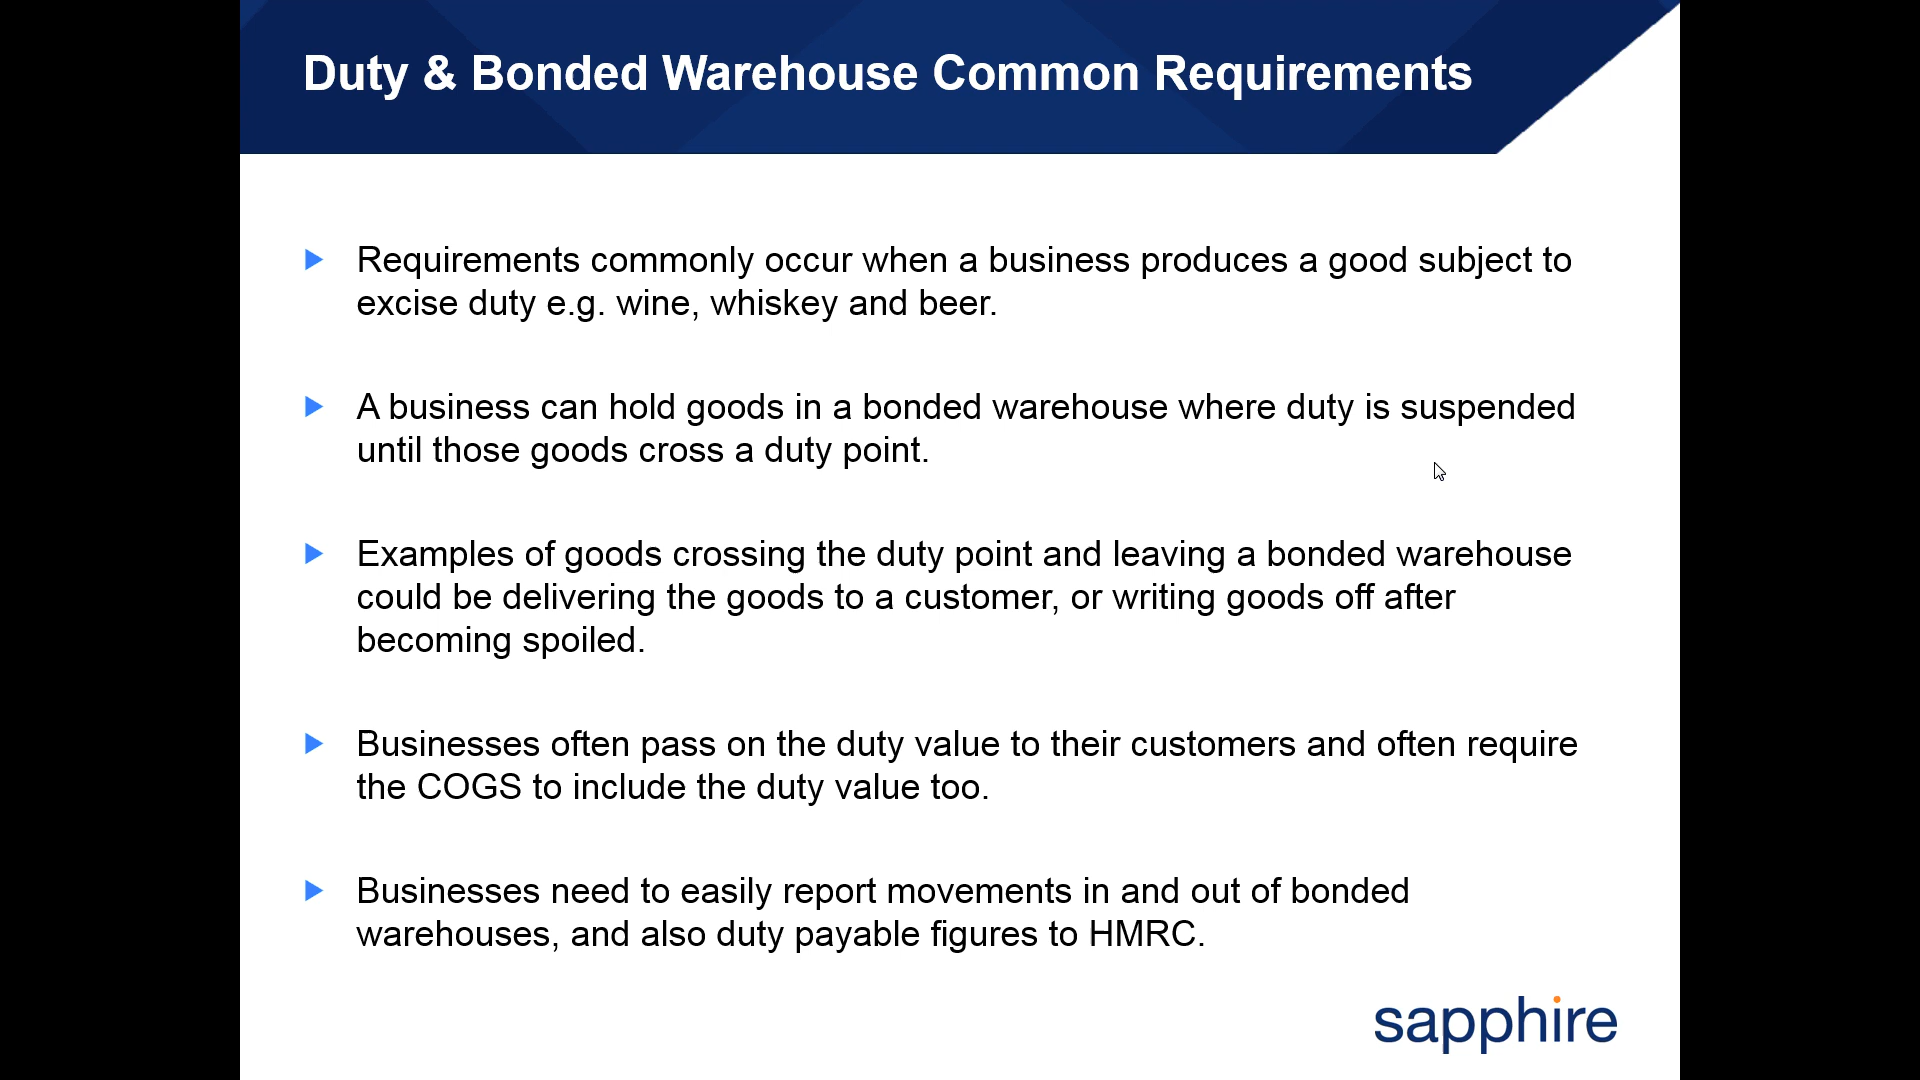 Duty & Bonded Warehouse Common Requirements
Requirements commonly occur when a business produces a good subject to
excise duty e.g. wine, whiskey and beer.
A business can hold goods in a bonded warehouse where duty is suspended
until those goods cross a duty point.
Examples of goods crossing the duty point and leaving a bonded warehouse
could be delivering the goods to a customer, or writing goods off after
becoming spoiled.
Businesses often pass on the duty value to their customers and often require
the COGS to include the duty value too.
Businesses need to easily report movements in and out of bonded
warehouses, and also duty payable figures to HMRC.
sapphire